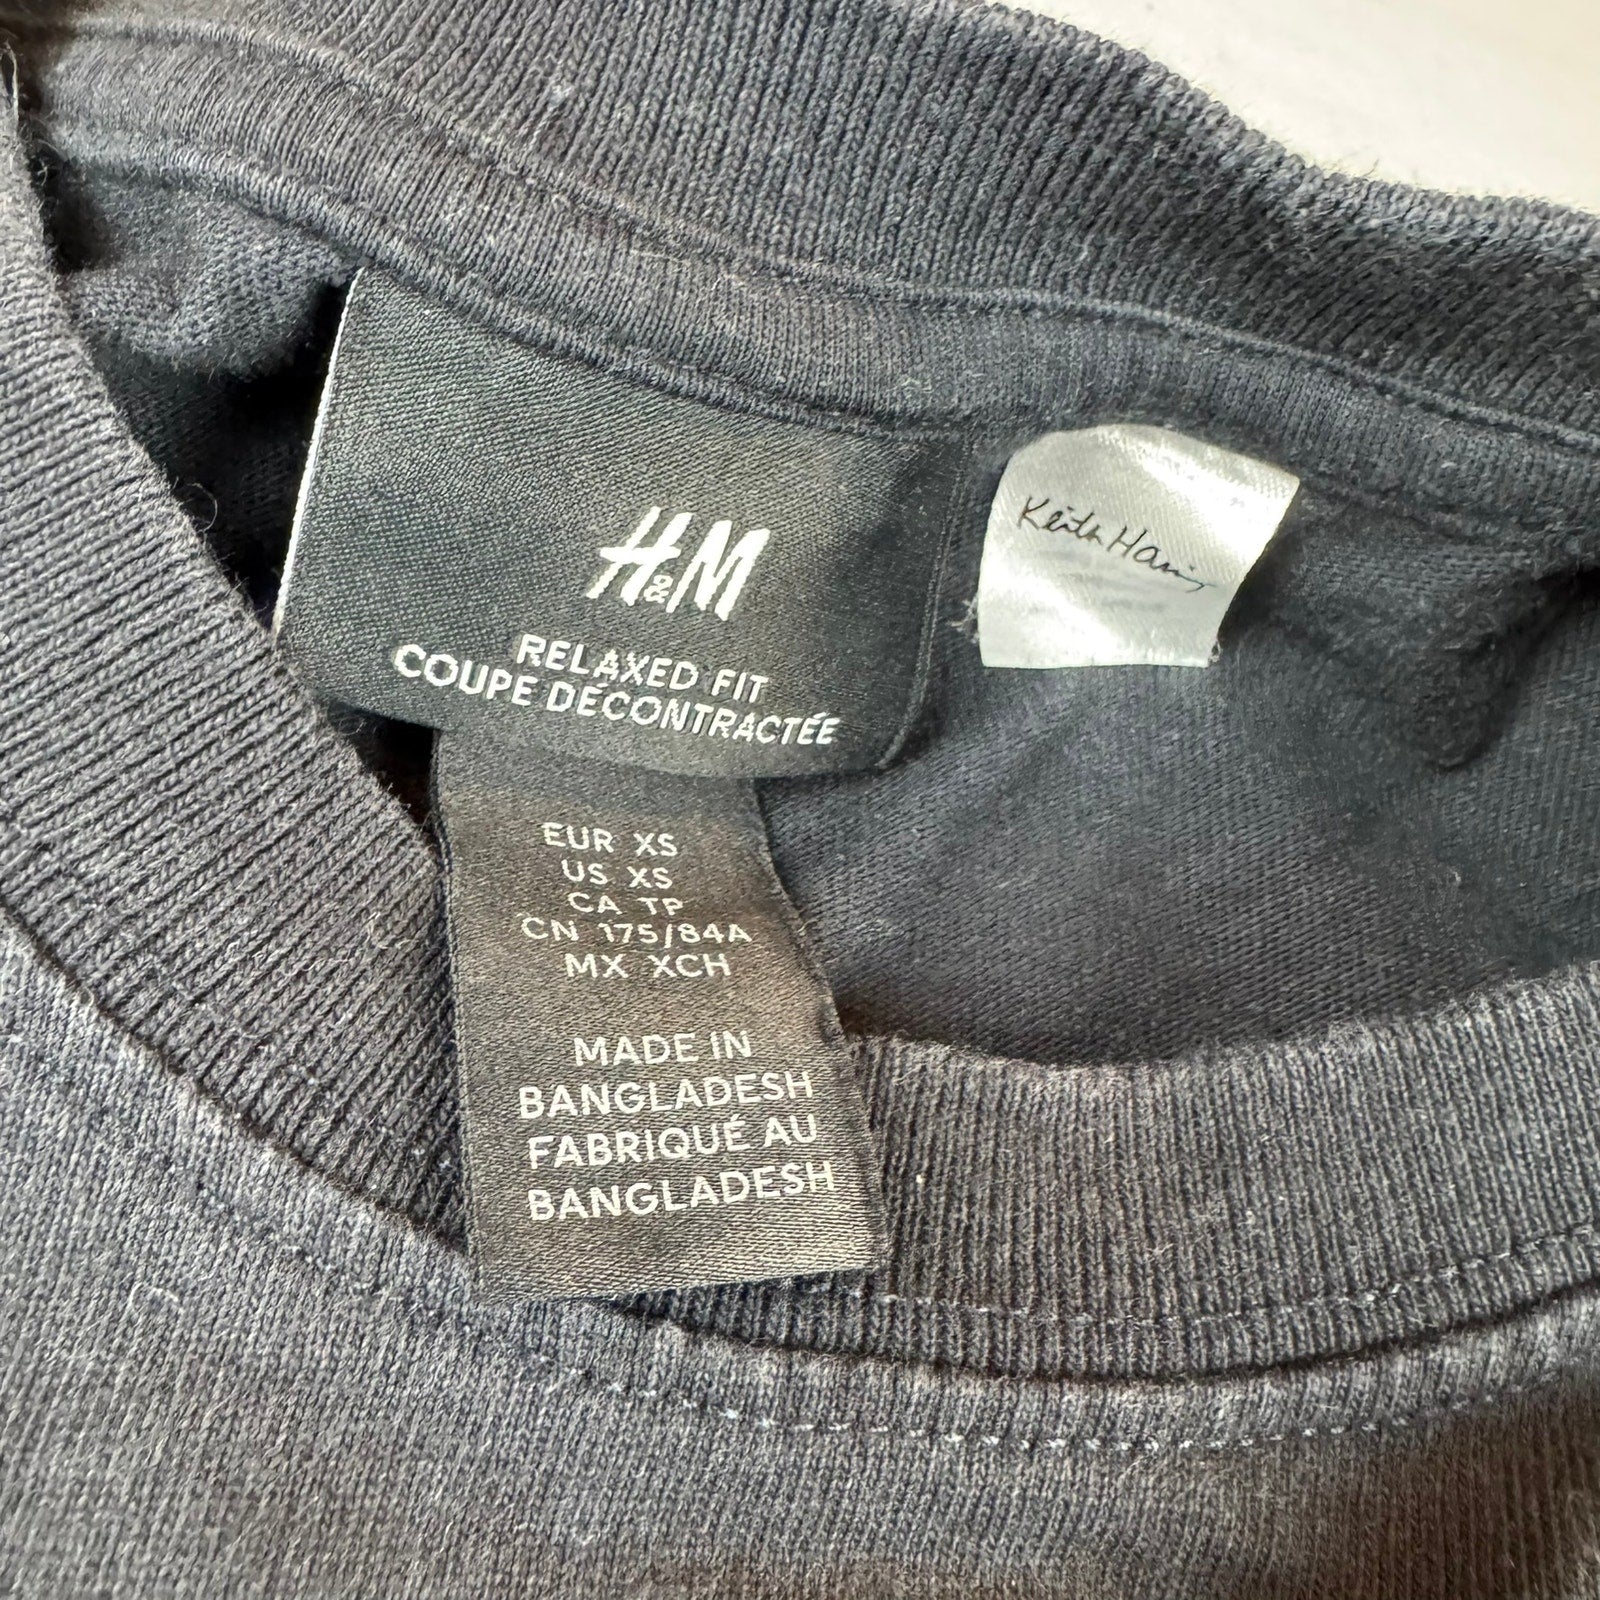 H&M
RELAXED FIT
COUPE DÉCONTRACTÉE
Keith Haring
EUR XS
US XS
CA TP
CN 175/84A
MX XCH
MADE IN
BANGLADESH
FABRIQUÉ AU
BANGLADESH